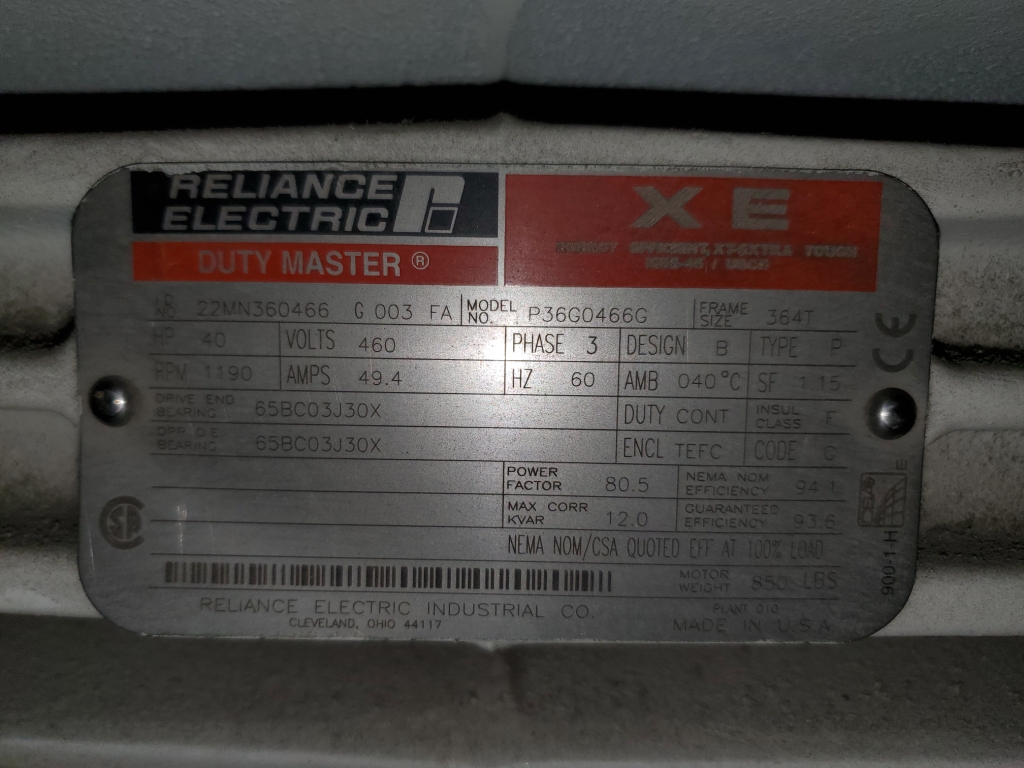 RELIANCE
ELECTRIC
DUTY MASTER ®
XE
TOUGH
22MN360466 G 003 FA MODEL NO. P36G0466G FRAME SIZE 364T
HP 40 VOLTS 460 PHASE 3 DESIGN B TYPE P
RPM 1190 AMPS 49.4 HZ 60 AMB 040°C SF 1.15
DRIVE END BEARING 65BC03J30X DUTY CONT INSUL CLASS F
OPP D.E. BEARING 65BC03J30X ENCL TEFC CODE G
POWER FACTOR 80.5 NEMA NOM EFFICIENCY 94.1
MAX CORR KVAR 12.0 GUARANTEED EFFICIENCY 93.6
NEMA NOM/CSA QUOTED EFF AT 100% LOAD
MOTOR WEIGHT 850 LBS
RELIANCE ELECTRIC INDUSTRIAL CO. PLANT 010
CLEVELAND, OHIO 44117 MADE IN U.S.A
CE
900-1-H
E